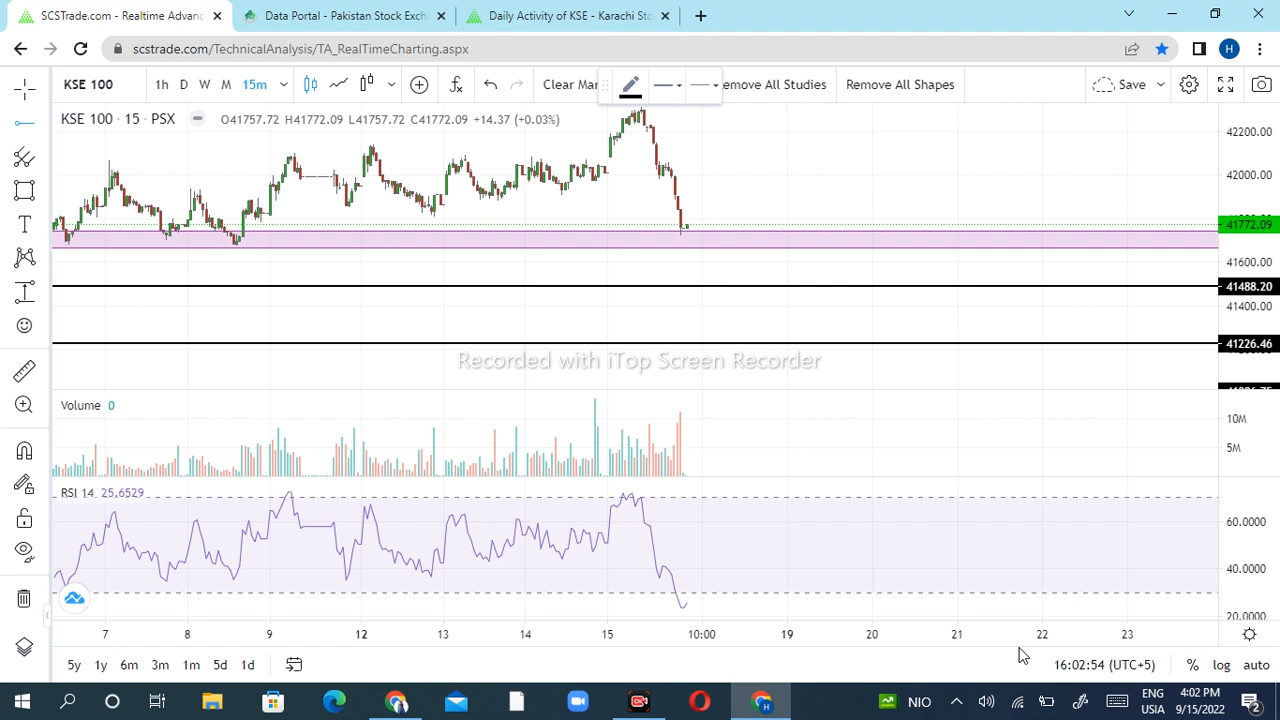 SCSTrade.com - Realtime Advanc
Data Portal - Pakistan Stock Exch
Daily Activity of KSE - Karachi Sto
scstrade.com/TechnicalAnalysis/TA_RealTimeCharting.aspx
H
KSE 100
1h D W M 15m
Clear Mar
emove All Studies
Remove All Shapes
Save
KSE 100 · 15 · PSX
O41757.72 H41772.09 L41757.72 C41772.09 +14.37 (+0.03%)
42200.00
42000.00
41772.09
41600.00
41488.20
41400.00
41226.46
Recorded with iTop Screen Recorder
Volume 0
10M
5M
RSI 14 25.6529
60.0000
40.0000
20.0000
7 8 9 12 13 14 15 10:00 19 20 21 22 23
5y 1y 6m 3m 1m 5d 1d
16:02:54 (UTC+5)
% log auto
NIO
ENG
USIA
4:02 PM
9/15/2022
2